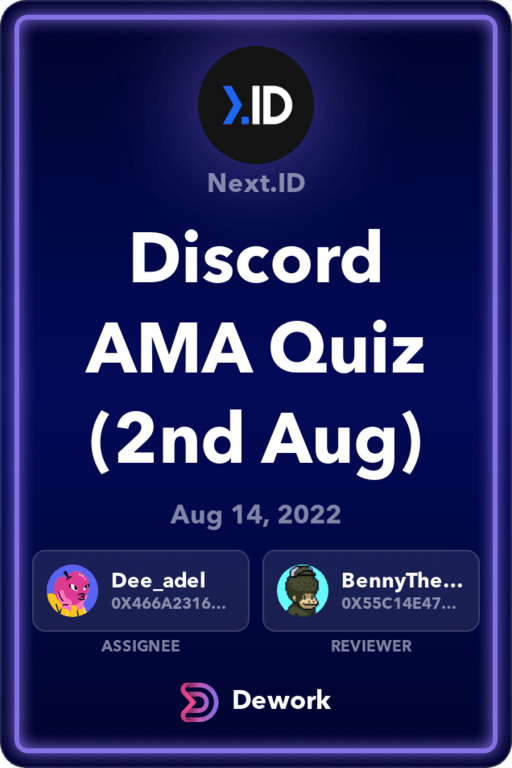 .ID
Next.ID
Discord
AMA Quiz
(2nd Aug)
Aug 14, 2022
Dee_adel
0X466A2316...
ASSIGNEE
BennyThe...
0X55C14E47...
REVIEWER
Dework